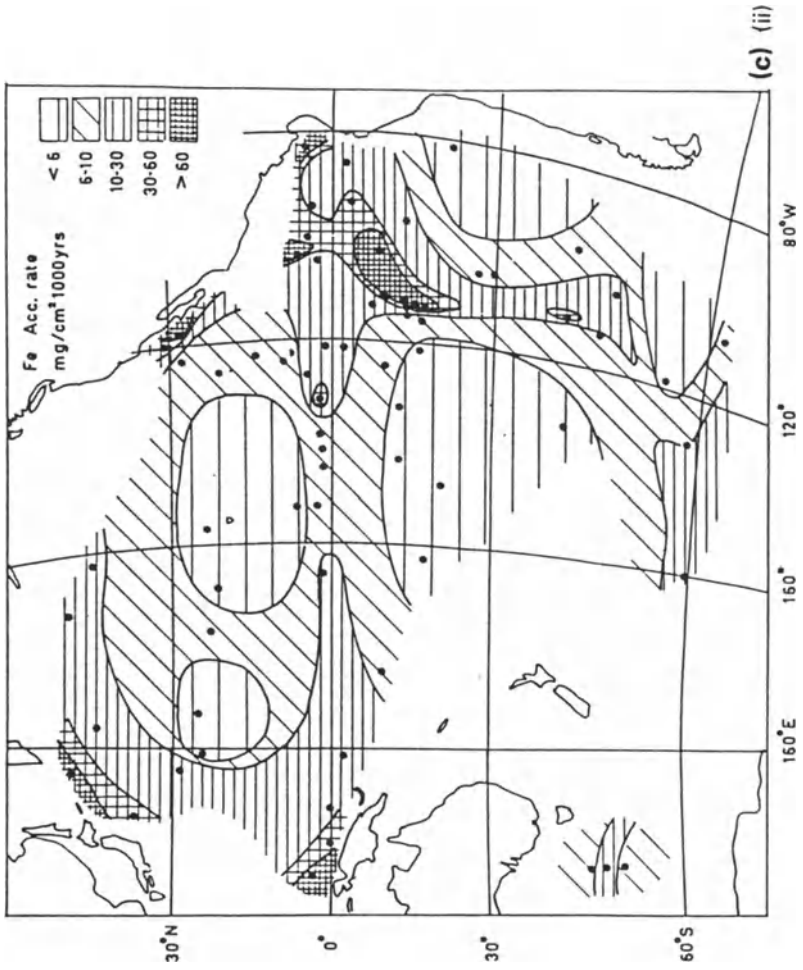 Fe Acc. rate
mg/cm² 1000yrs
< 6
6-10
10-30
30-60
> 60
30°N
0°
30°
60°S
160°E
160°
120°
80°W
(c) (ii)